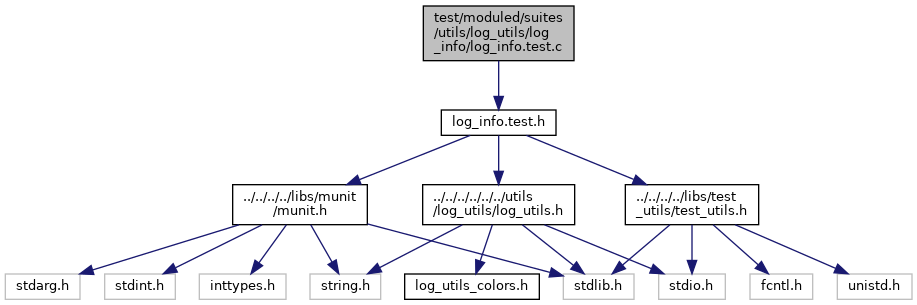 test/moduled/suites
/utils/log_utils/log
_info/log_info.test.c
log_info.test.h
../../../../libs/munit
/munit.h
../../../../../../utils
/log_utils/log_utils.h
../../../../libs/test
_utils/test_utils.h
stdarg.h
stdint.h
inttypes.h
string.h
log_utils_colors.h
stdlib.h
stdio.h
fcntl.h
unistd.h